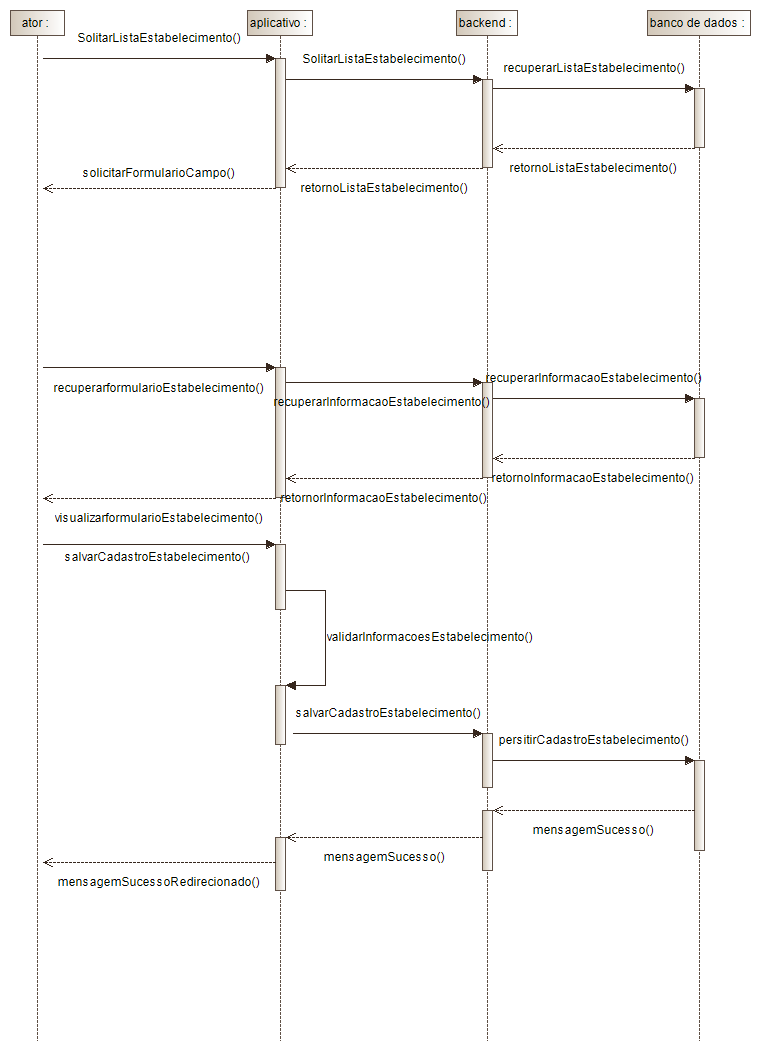 ator :
aplicativo :
backend :
banco de dados :
SolitarListaEstabelecimento()
SolitarListaEstabelecimento()
recuperarListaEstabelecimento()
retornoListaEstabelecimento()
solicitarFormularioCampo()
retornoListaEstabelecimento()
recuperarInformacaoEstabelecimento()
recuperarformularioEstabelecimento()
recuperarInformacaoEstabelecimento()
retornoInformacaoEstabelecimento()
retornorInformacaoEstabelecimento()
visualizarformularioEstabelecimento()
salvarCadastroEstabelecimento()
validarInformacoesEstabelecimento()
salvarCadastroEstabelecimento()
persitirCadastroEstabelecimento()
mensagemSucesso()
mensagemSucesso()
mensagemSucessoRedirecionado()